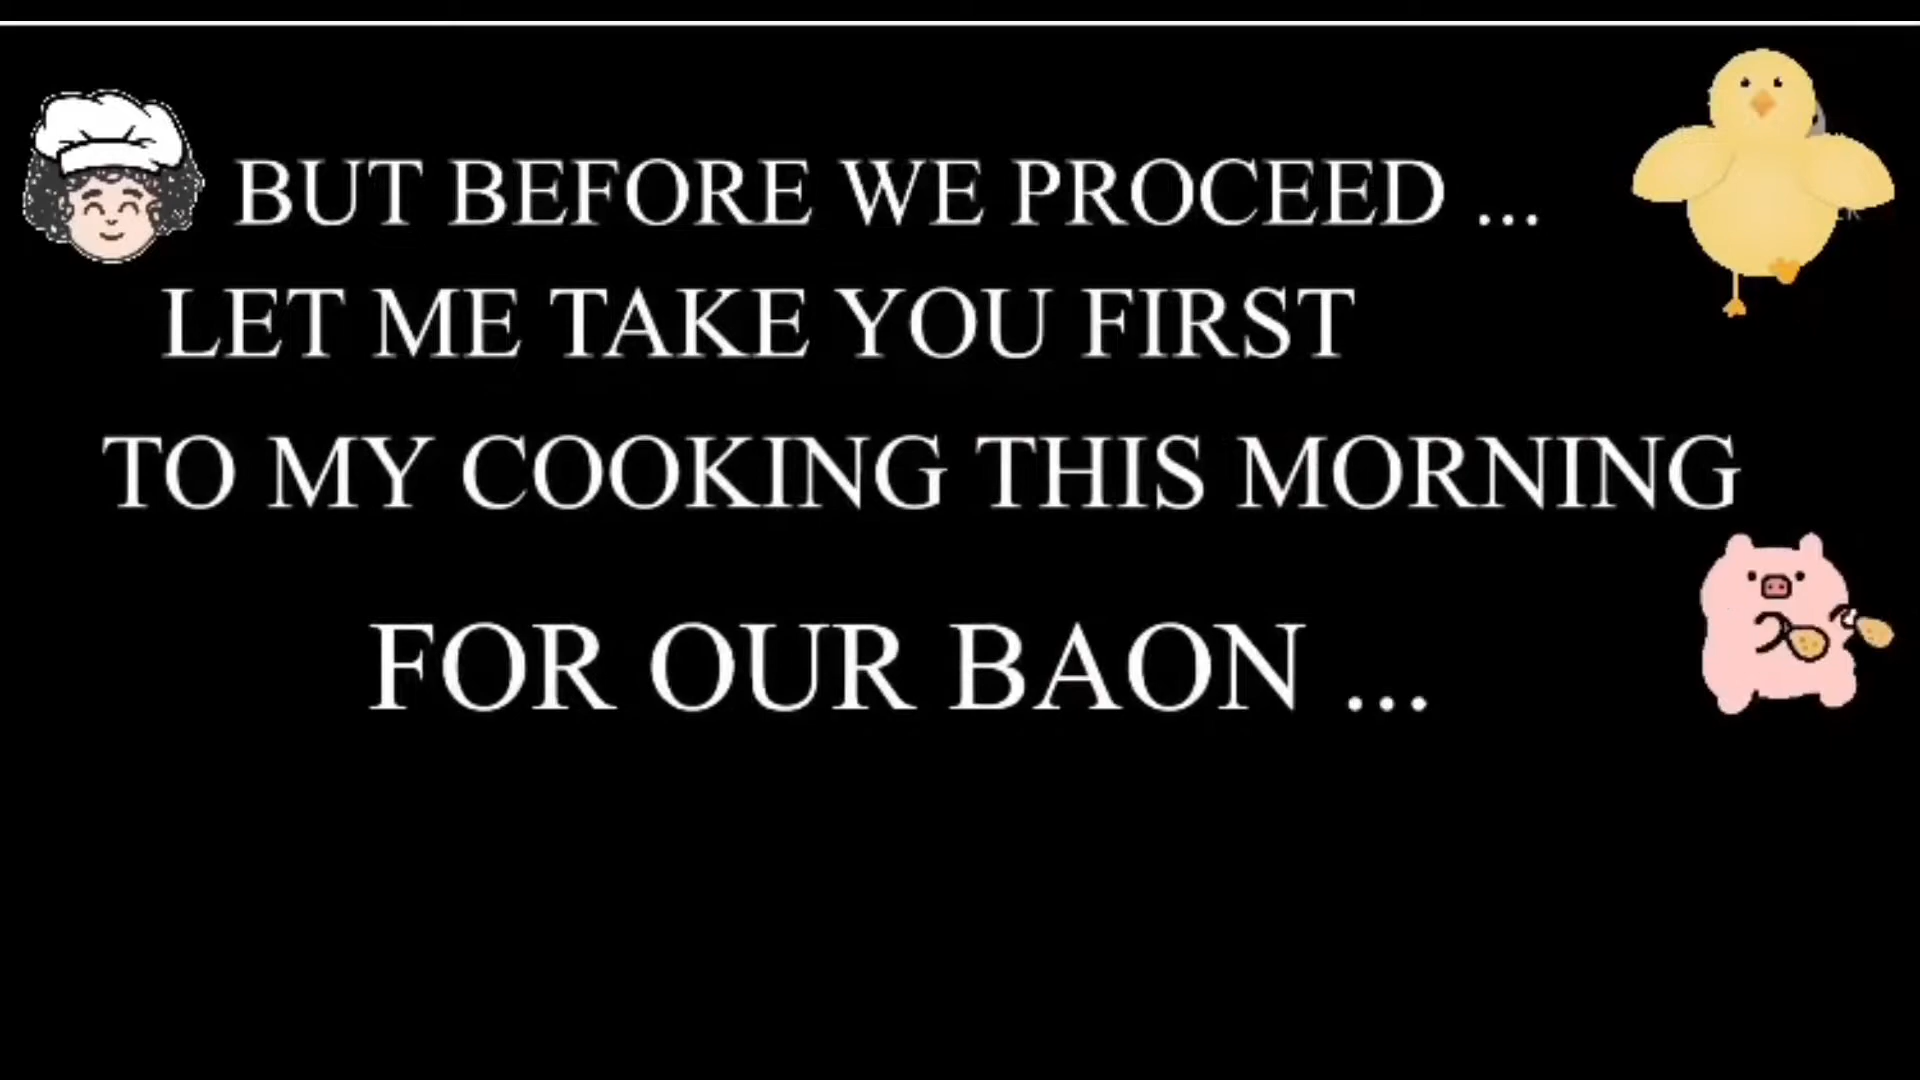 BUT BEFORE WE PROCEED ...
LET ME TAKE YOU FIRST
TO MY COOKING THIS MORNING
FOR OUR BAON ...